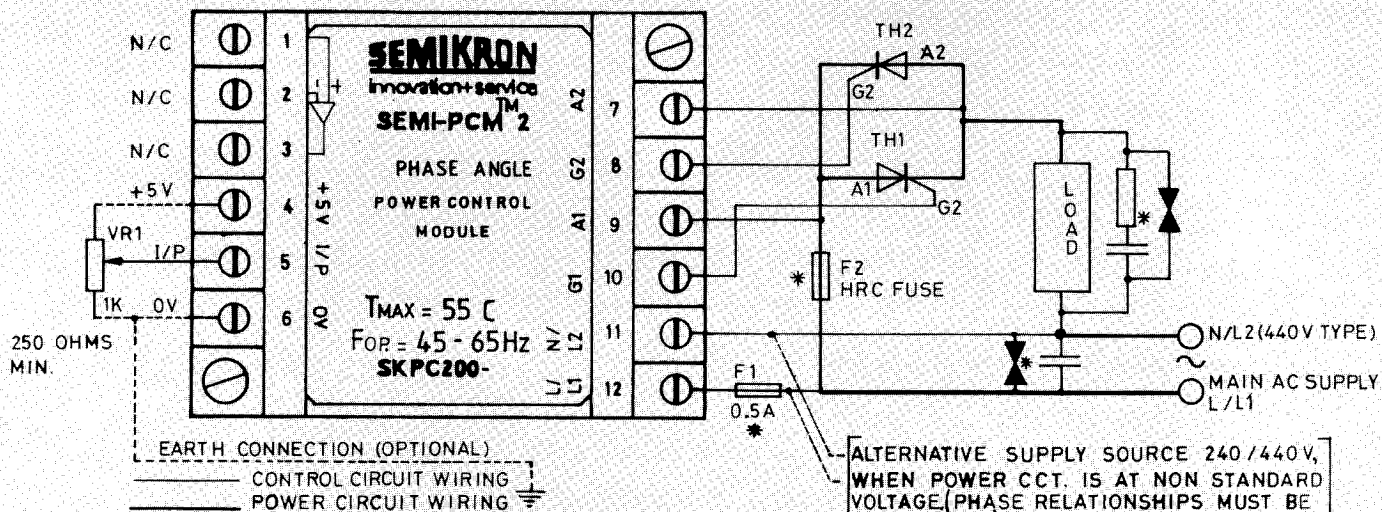 N/C
N/C
N/C
+5V
VR1
I/P
1K
0V
250 OHMS
MIN.
1
2
3
4
5
6
- +
+5V
I/P
0V
SEMIKRON
innovation+service
SEMI-PCM™2
PHASE ANGLE
POWER CONTROL
MODULE
TMAX = 55 C
FOP. = 45 - 65Hz
SKPC200-
A2
G2
A1
G1
N/
L2
L/
L1
7
8
9
10
11
12
TH2
A2
G2
TH1
A1
G2
LOAD
*
* F2
HRC FUSE
*
F1
0.5A
*
N/L2(440V TYPE)
~
MAIN AC SUPPLY
L/L1
EARTH CONNECTION (OPTIONAL)
CONTROL CIRCUIT WIRING
POWER CIRCUIT WIRING
ALTERNATIVE SUPPLY SOURCE 240/440V,
WHEN POWER CCT. IS AT NON STANDARD
VOLTAGE.(PHASE RELATIONSHIPS MUST BE